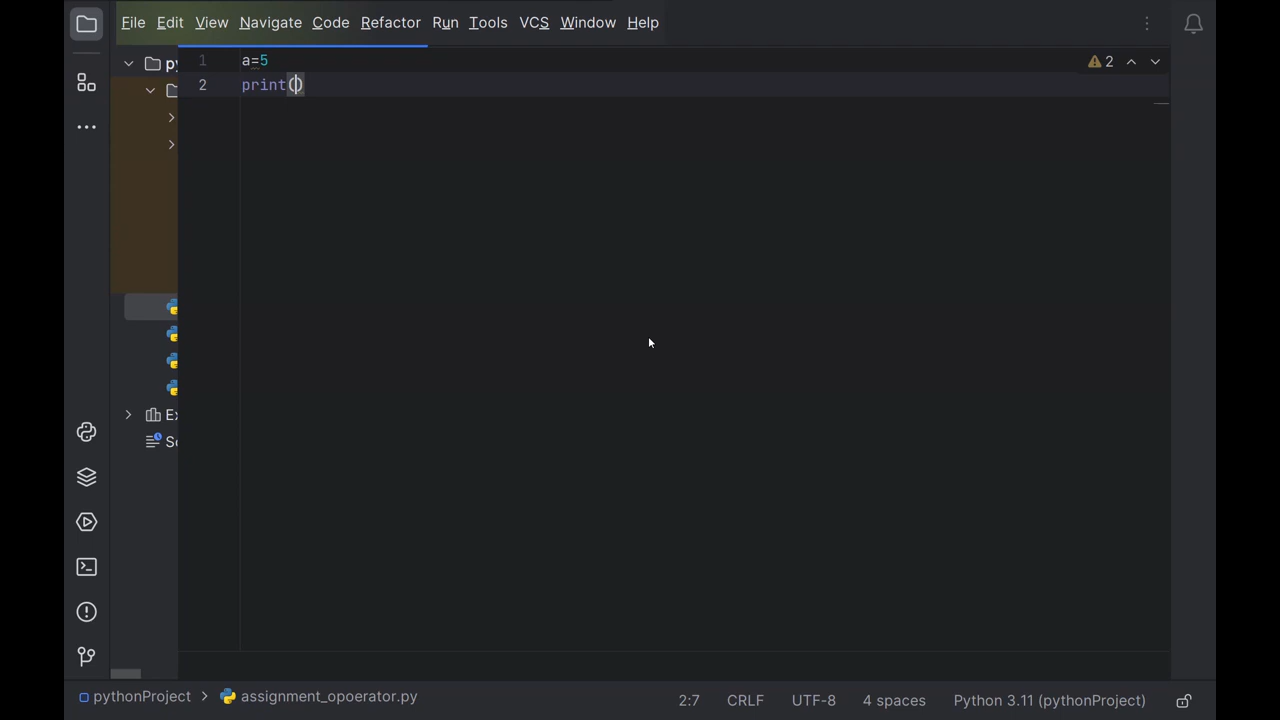 File Edit View Navigate Code Refactor Run Tools VCS Window Help
1 a=5
2 print()
2
pythonProject > assignment_opoerator.py 2:7 CRLF UTF-8 4 spaces Python 3.11 (pythonProject)